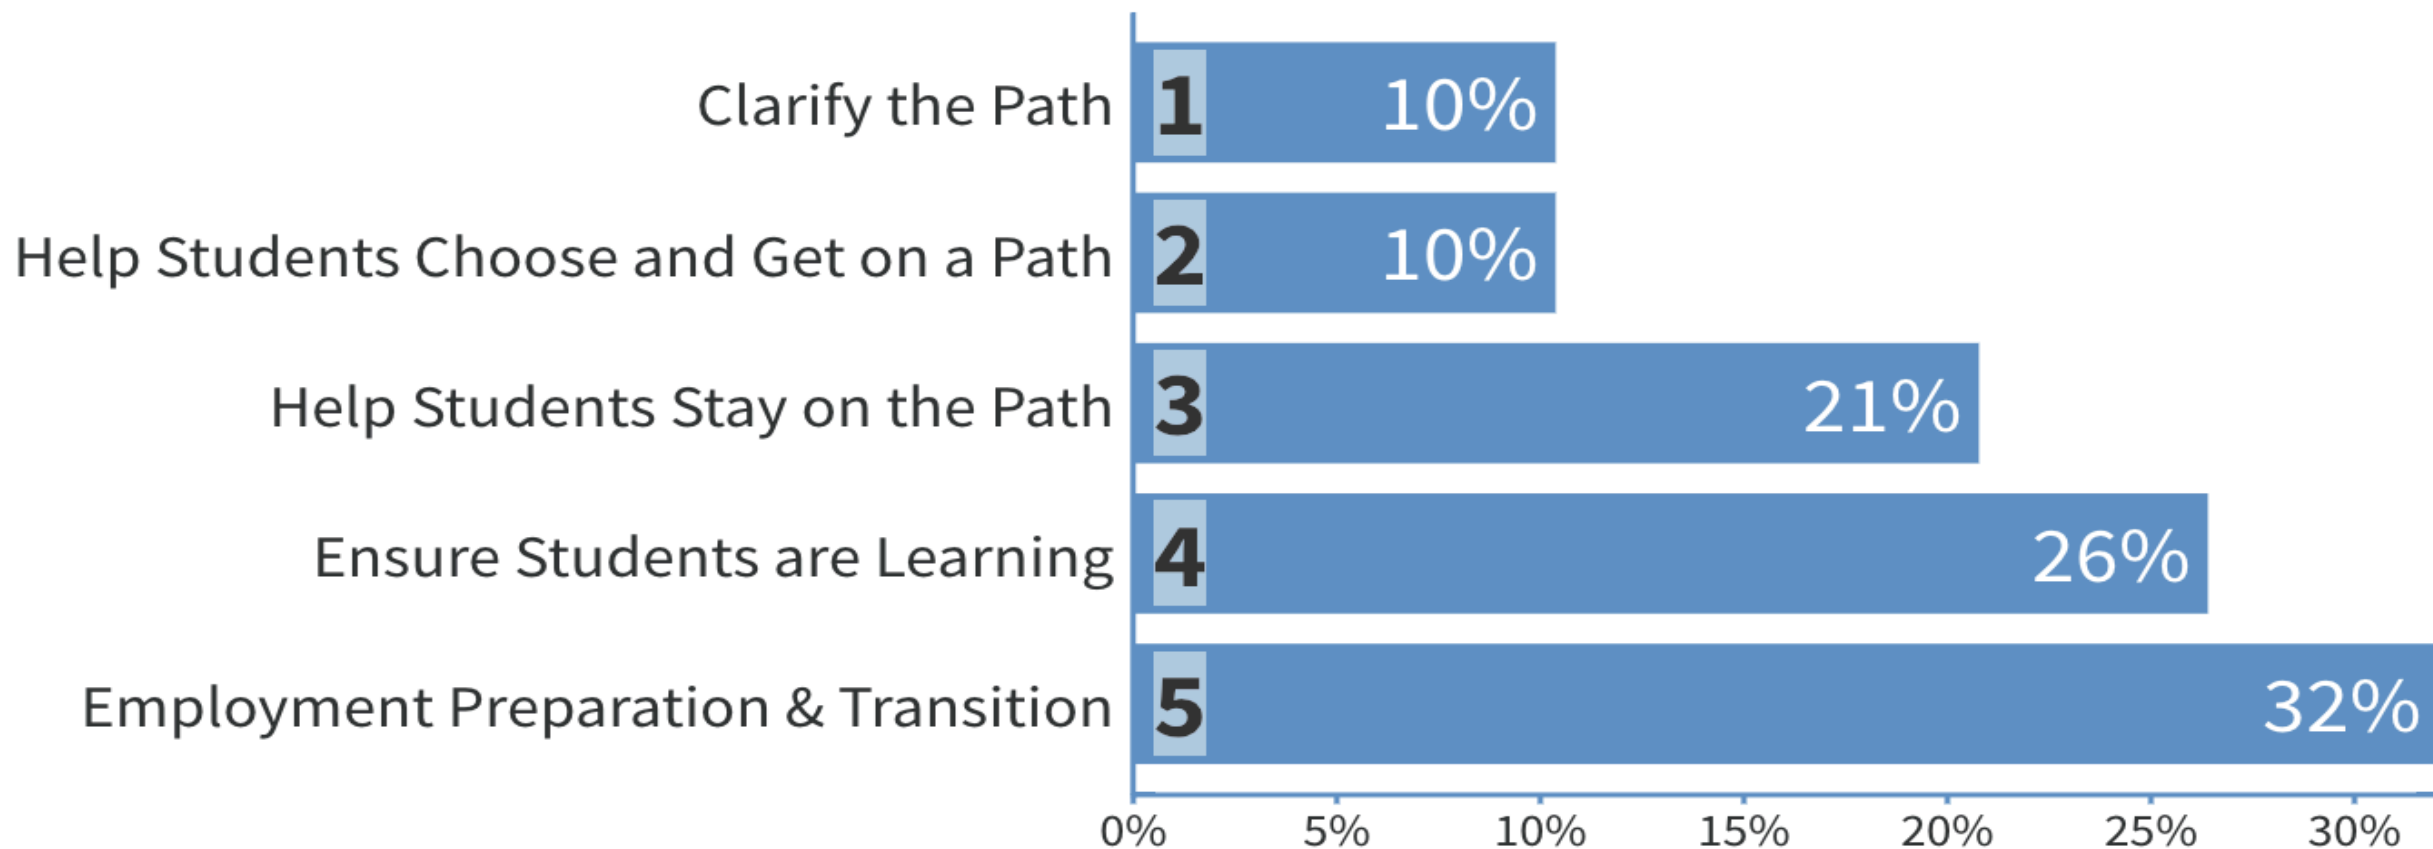 Clarify the Path 1 10%
Help Students Choose and Get on a Path 2 10%
Help Students Stay on the Path 3 21%
Ensure Students are Learning 4 26%
Employment Preparation & Transition 5 32%
0% 5% 10% 15% 20% 25% 30%